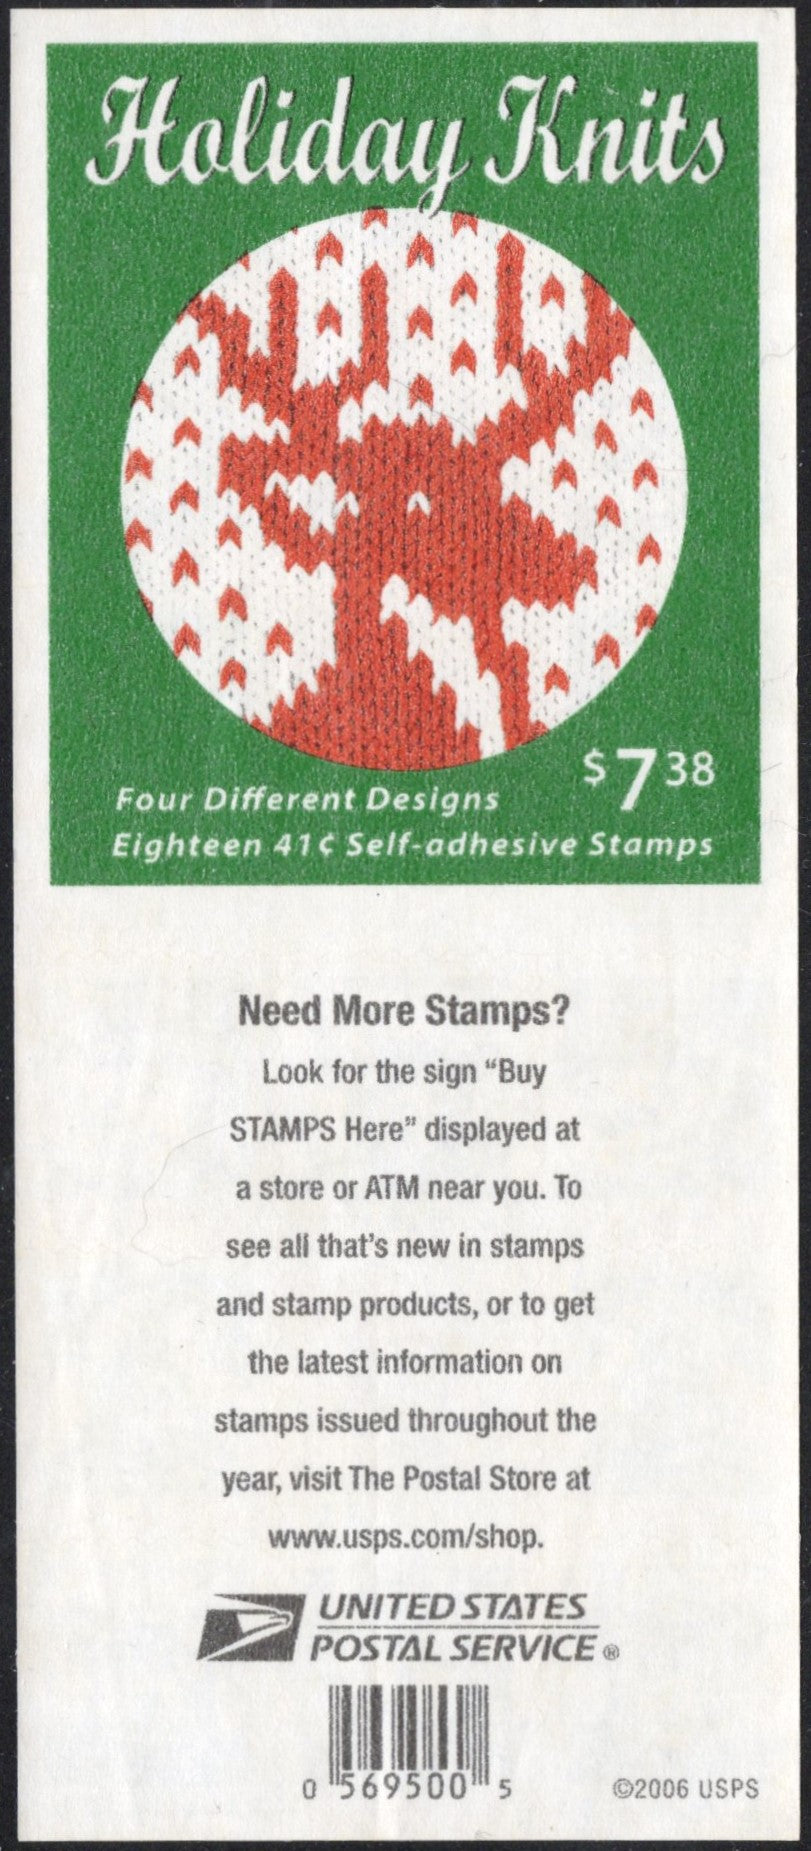 Holiday Knits
$7 38
Four Different Designs
Eighteen 41¢ Self-adhesive Stamps
Need More Stamps?
Look for the sign “Buy
STAMPS Here” displayed at
a store or ATM near you. To
see all that’s new in stamps
and stamp products, or to get
the latest information on
stamps issued throughout the
year, visit The Postal Store at
www.usps.com/shop.
UNITED STATES
POSTAL SERVICE®
0 569500 5
©2006 USPS